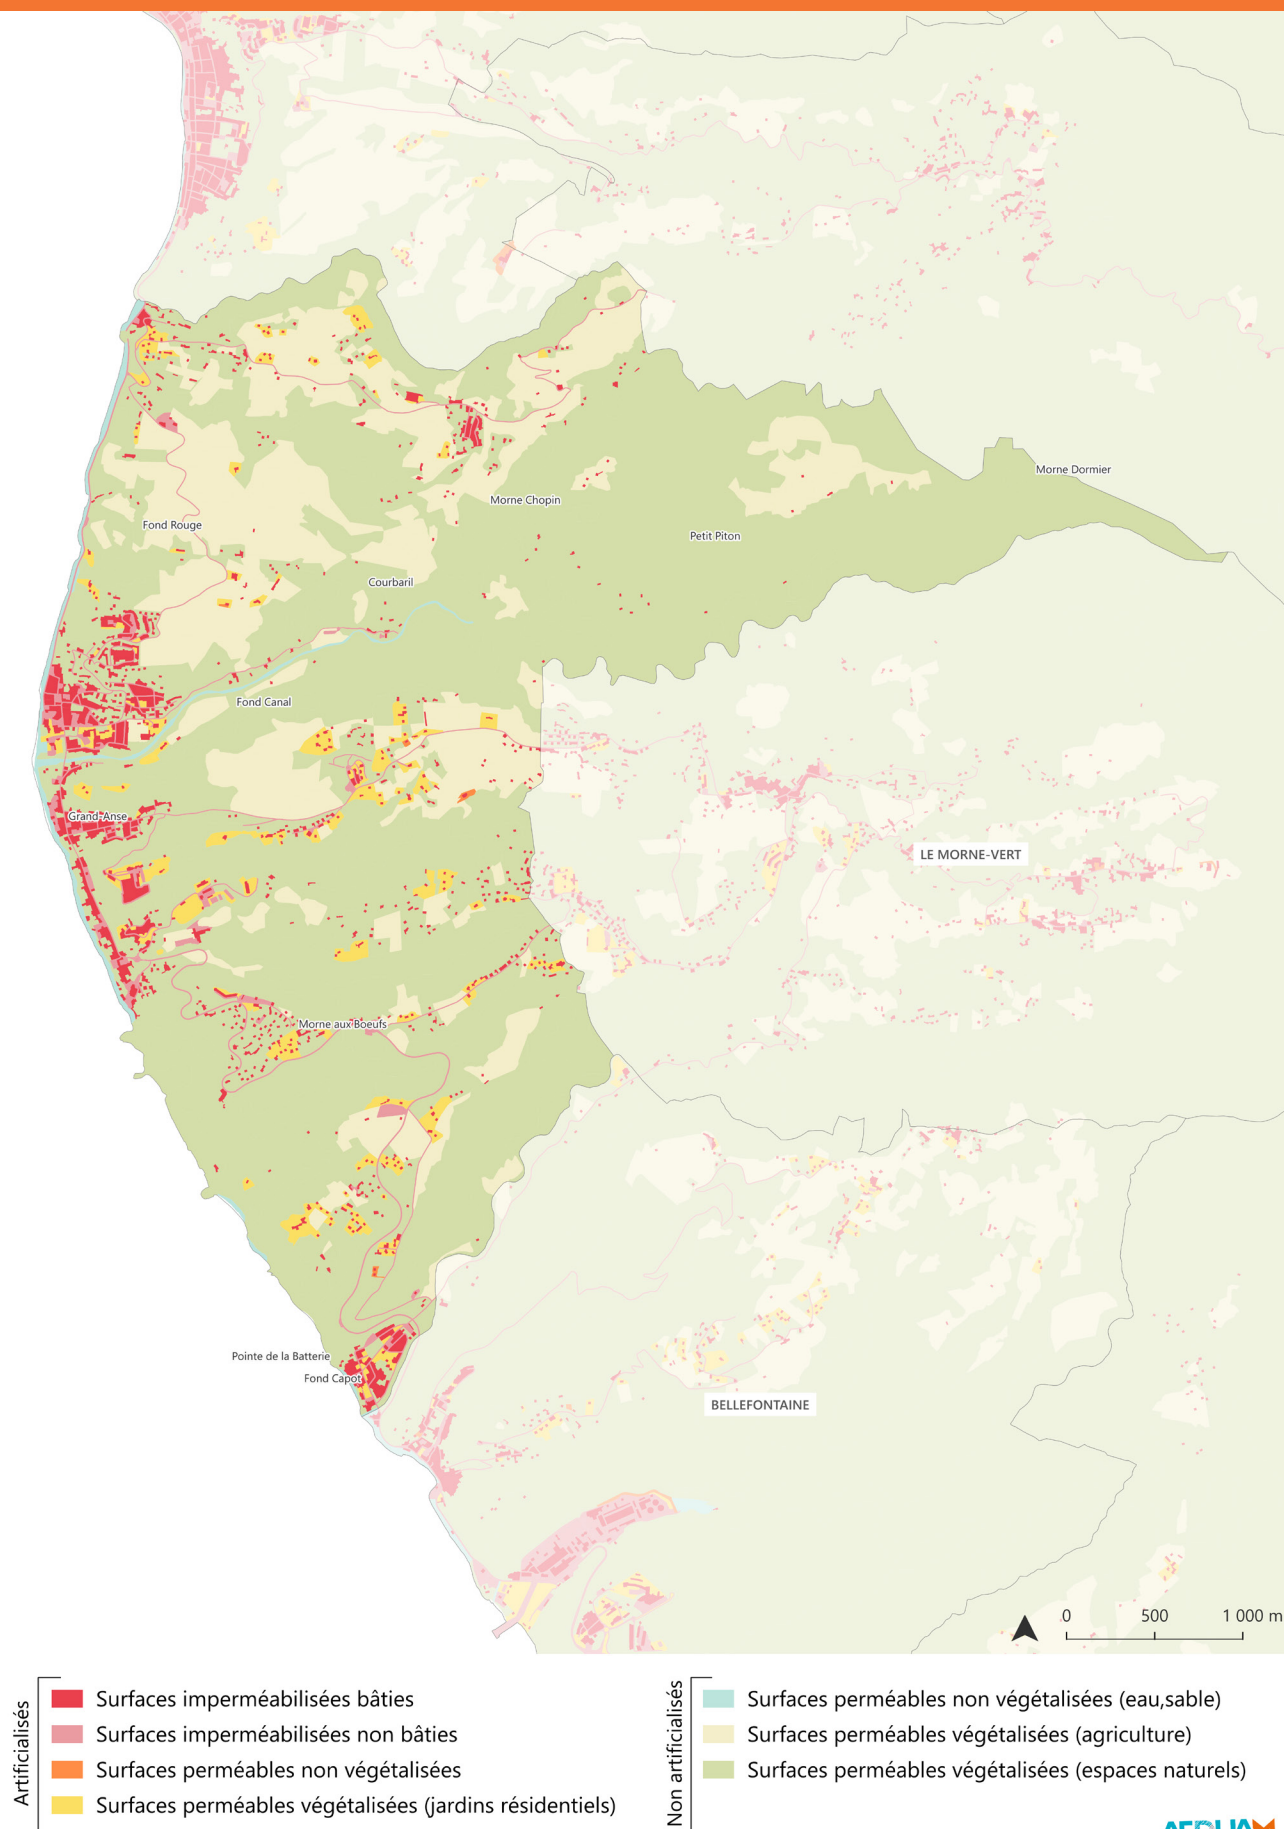 Morne Dormier
Morne Chopin
Fond Rouge
Petit Piton
Courbaril
Fond Canal
Grand-Anse
LE MORNE-VERT
Morne aux Boeufs
Pointe de la Batterie
Fond Capot
BELLEFONTAINE
0 500 1 000 m
Artificialisés
Surfaces imperméabilisées bâties
Surfaces imperméabilisées non bâties
Surfaces perméables non végétalisées
Surfaces perméables végétalisées (jardins résidentiels)
Non artificialisés
Surfaces perméables non végétalisées (eau,sable)
Surfaces perméables végétalisées (agriculture)
Surfaces perméables végétalisées (espaces naturels)